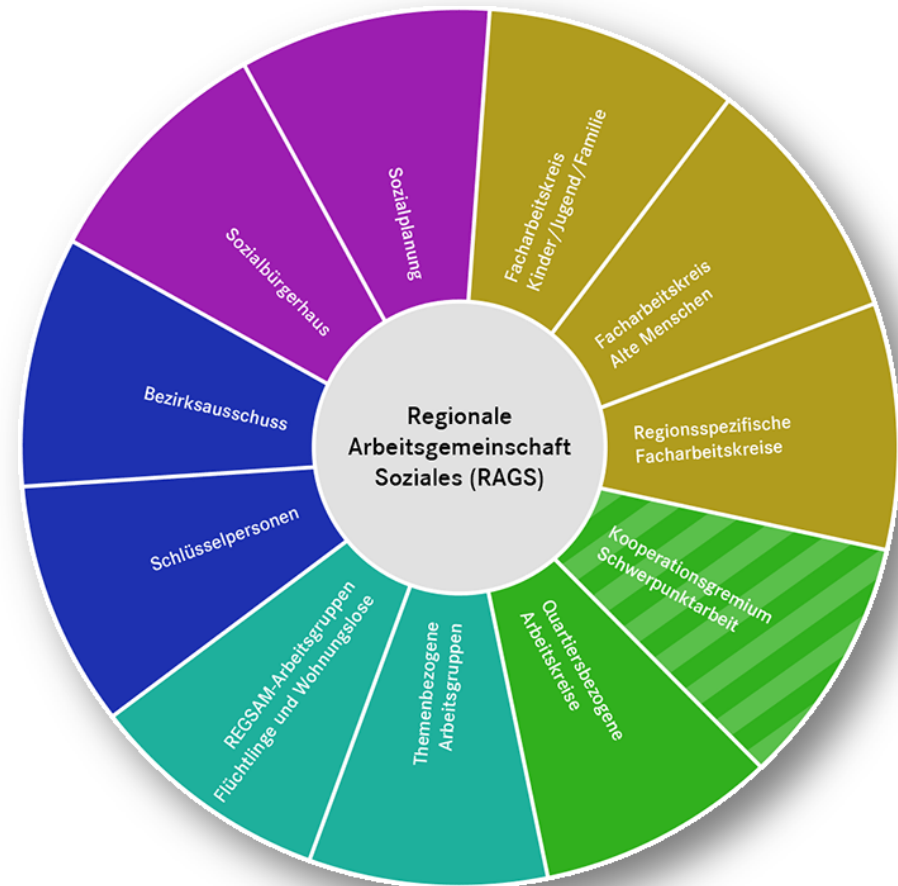 Regionale
Arbeitsgemeinschaft
Soziales (RAGS)
Sozialplanung
Facharbeitskreis
Kinder/Jugend/Familie
Facharbeitskreis
Alte Menschen
Regionsspezifische
Facharbeitskreise
Kooperationsgremium
Schwerpunktarbeit
Quartiersbezogene
Arbeitskreise
Themenbezogene
Arbeitsgruppen
REGSAM-Arbeitsgruppen
Flüchtlinge und Wohnungslose
Schlüsselpersonen
Bezirksausschuss
Sozialbürgerhaus